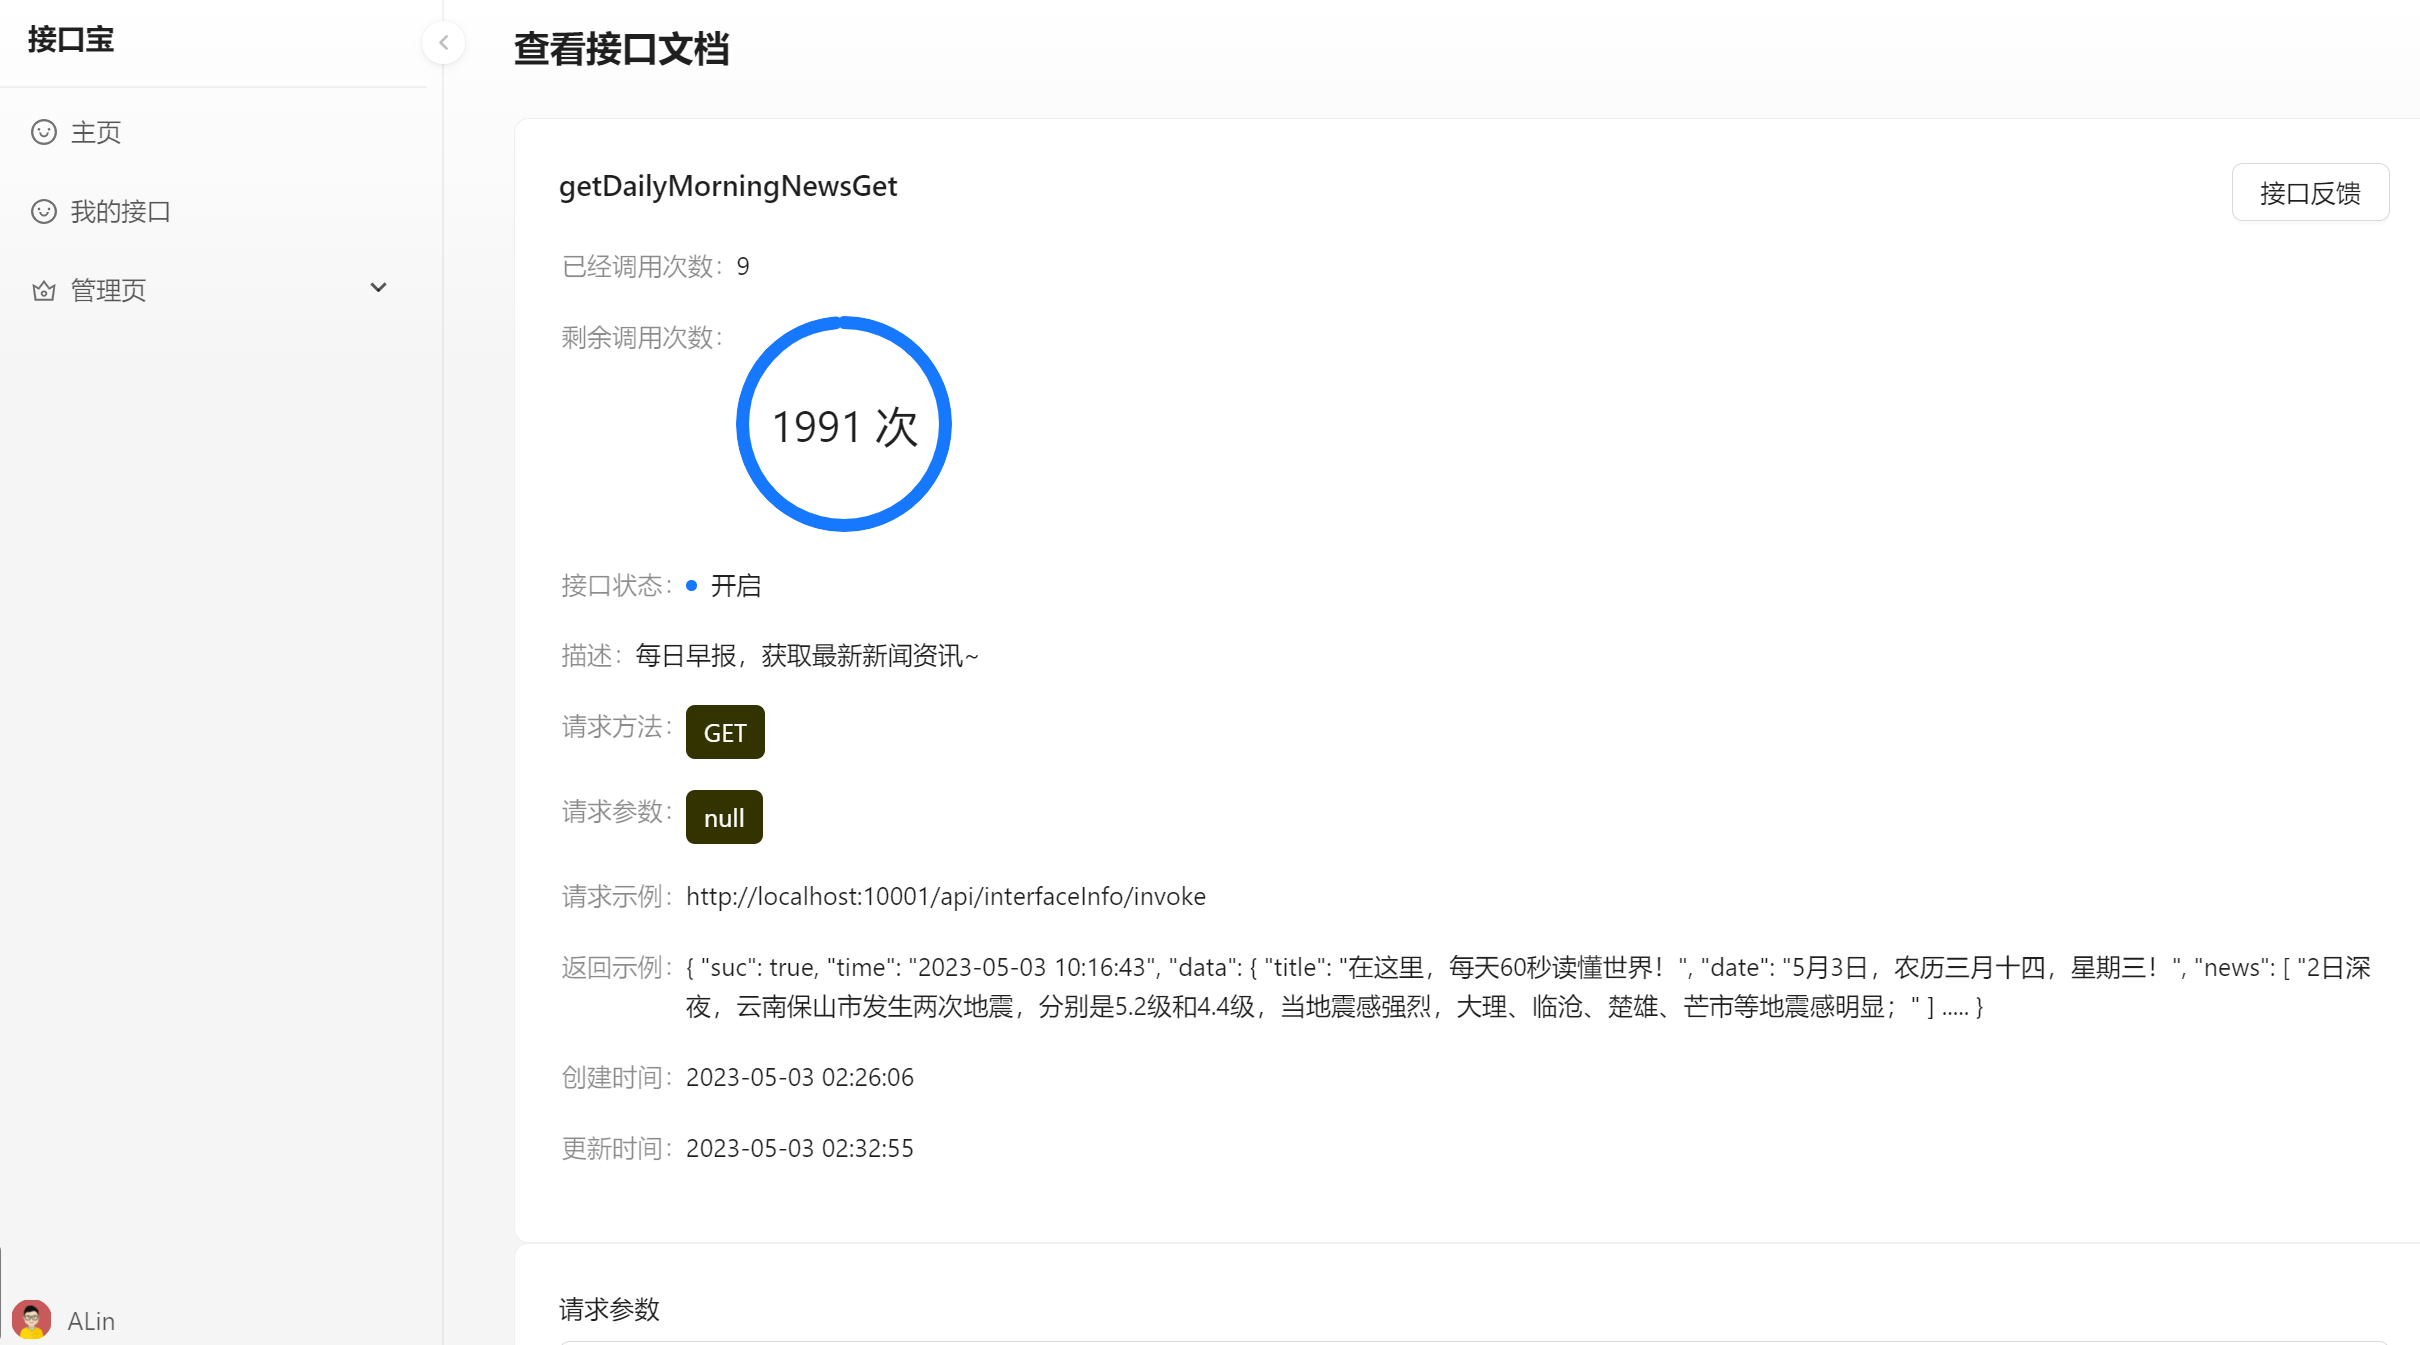 接口宝
主页
我的接口
管理页
ALin
查看接口文档
getDailyMorningNewsGet
接口反馈
已经调用次数：9
剩余调用次数：
1991 次
接口状态：开启
描述：每日早报，获取最新新闻资讯~
请求方法：GET
请求参数：null
请求示例：http://localhost:10001/api/interfaceInfo/invoke
返回示例：{ "suc": true, "time": "2023-05-03 10:16:43", "data": { "title": "在这里，每天60秒读懂世界！", "date": "5月3日，农历三月十四，星期三！", "news": [ "2日深
夜，云南保山市发生两次地震，分别是5.2级和4.4级，当地震感强烈，大理、临沧、楚雄、芒市等地震感明显；" ] ..... }
创建时间：2023-05-03 02:26:06
更新时间：2023-05-03 02:32:55
请求参数